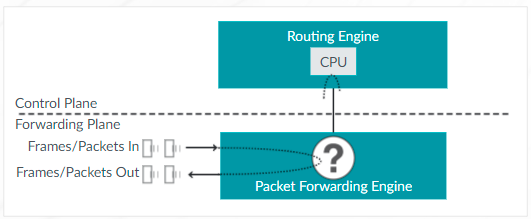 Routing Engine
CPU
Control Plane
Forwarding Plane
Frames/Packets In
Frames/Packets Out
?
Packet Forwarding Engine